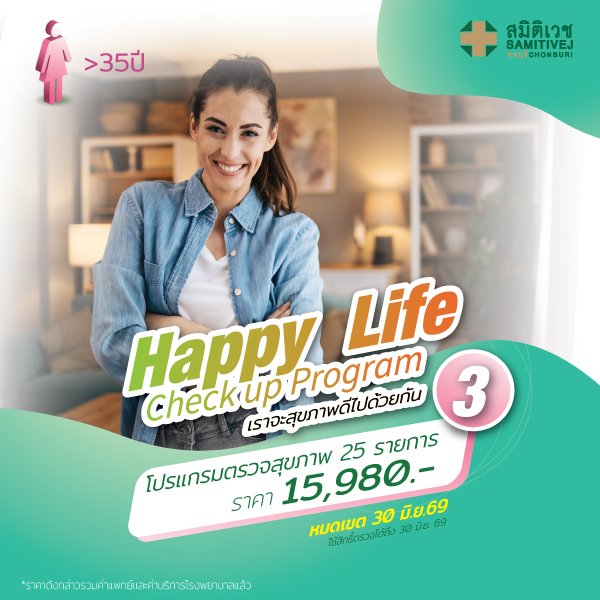 >35ปี
สมิติเวช
SAMITIVEJ
ชลบุรี CHONBURI
Happy Life
Check up Program
เราจะสุขภาพดีไปด้วยกัน
3
โปรแกรมตรวจสุขภาพ 25 รายการ
ราคา 15,980.-
หมดเขต 30 มิ.ย.69
ใช้สิทธิ์ตรวจได้ถึง 30 มิ.ย. 69
*ราคาดังกล่าวรวมค่าแพทย์และค่าบริการโรงพยาบาลแล้ว